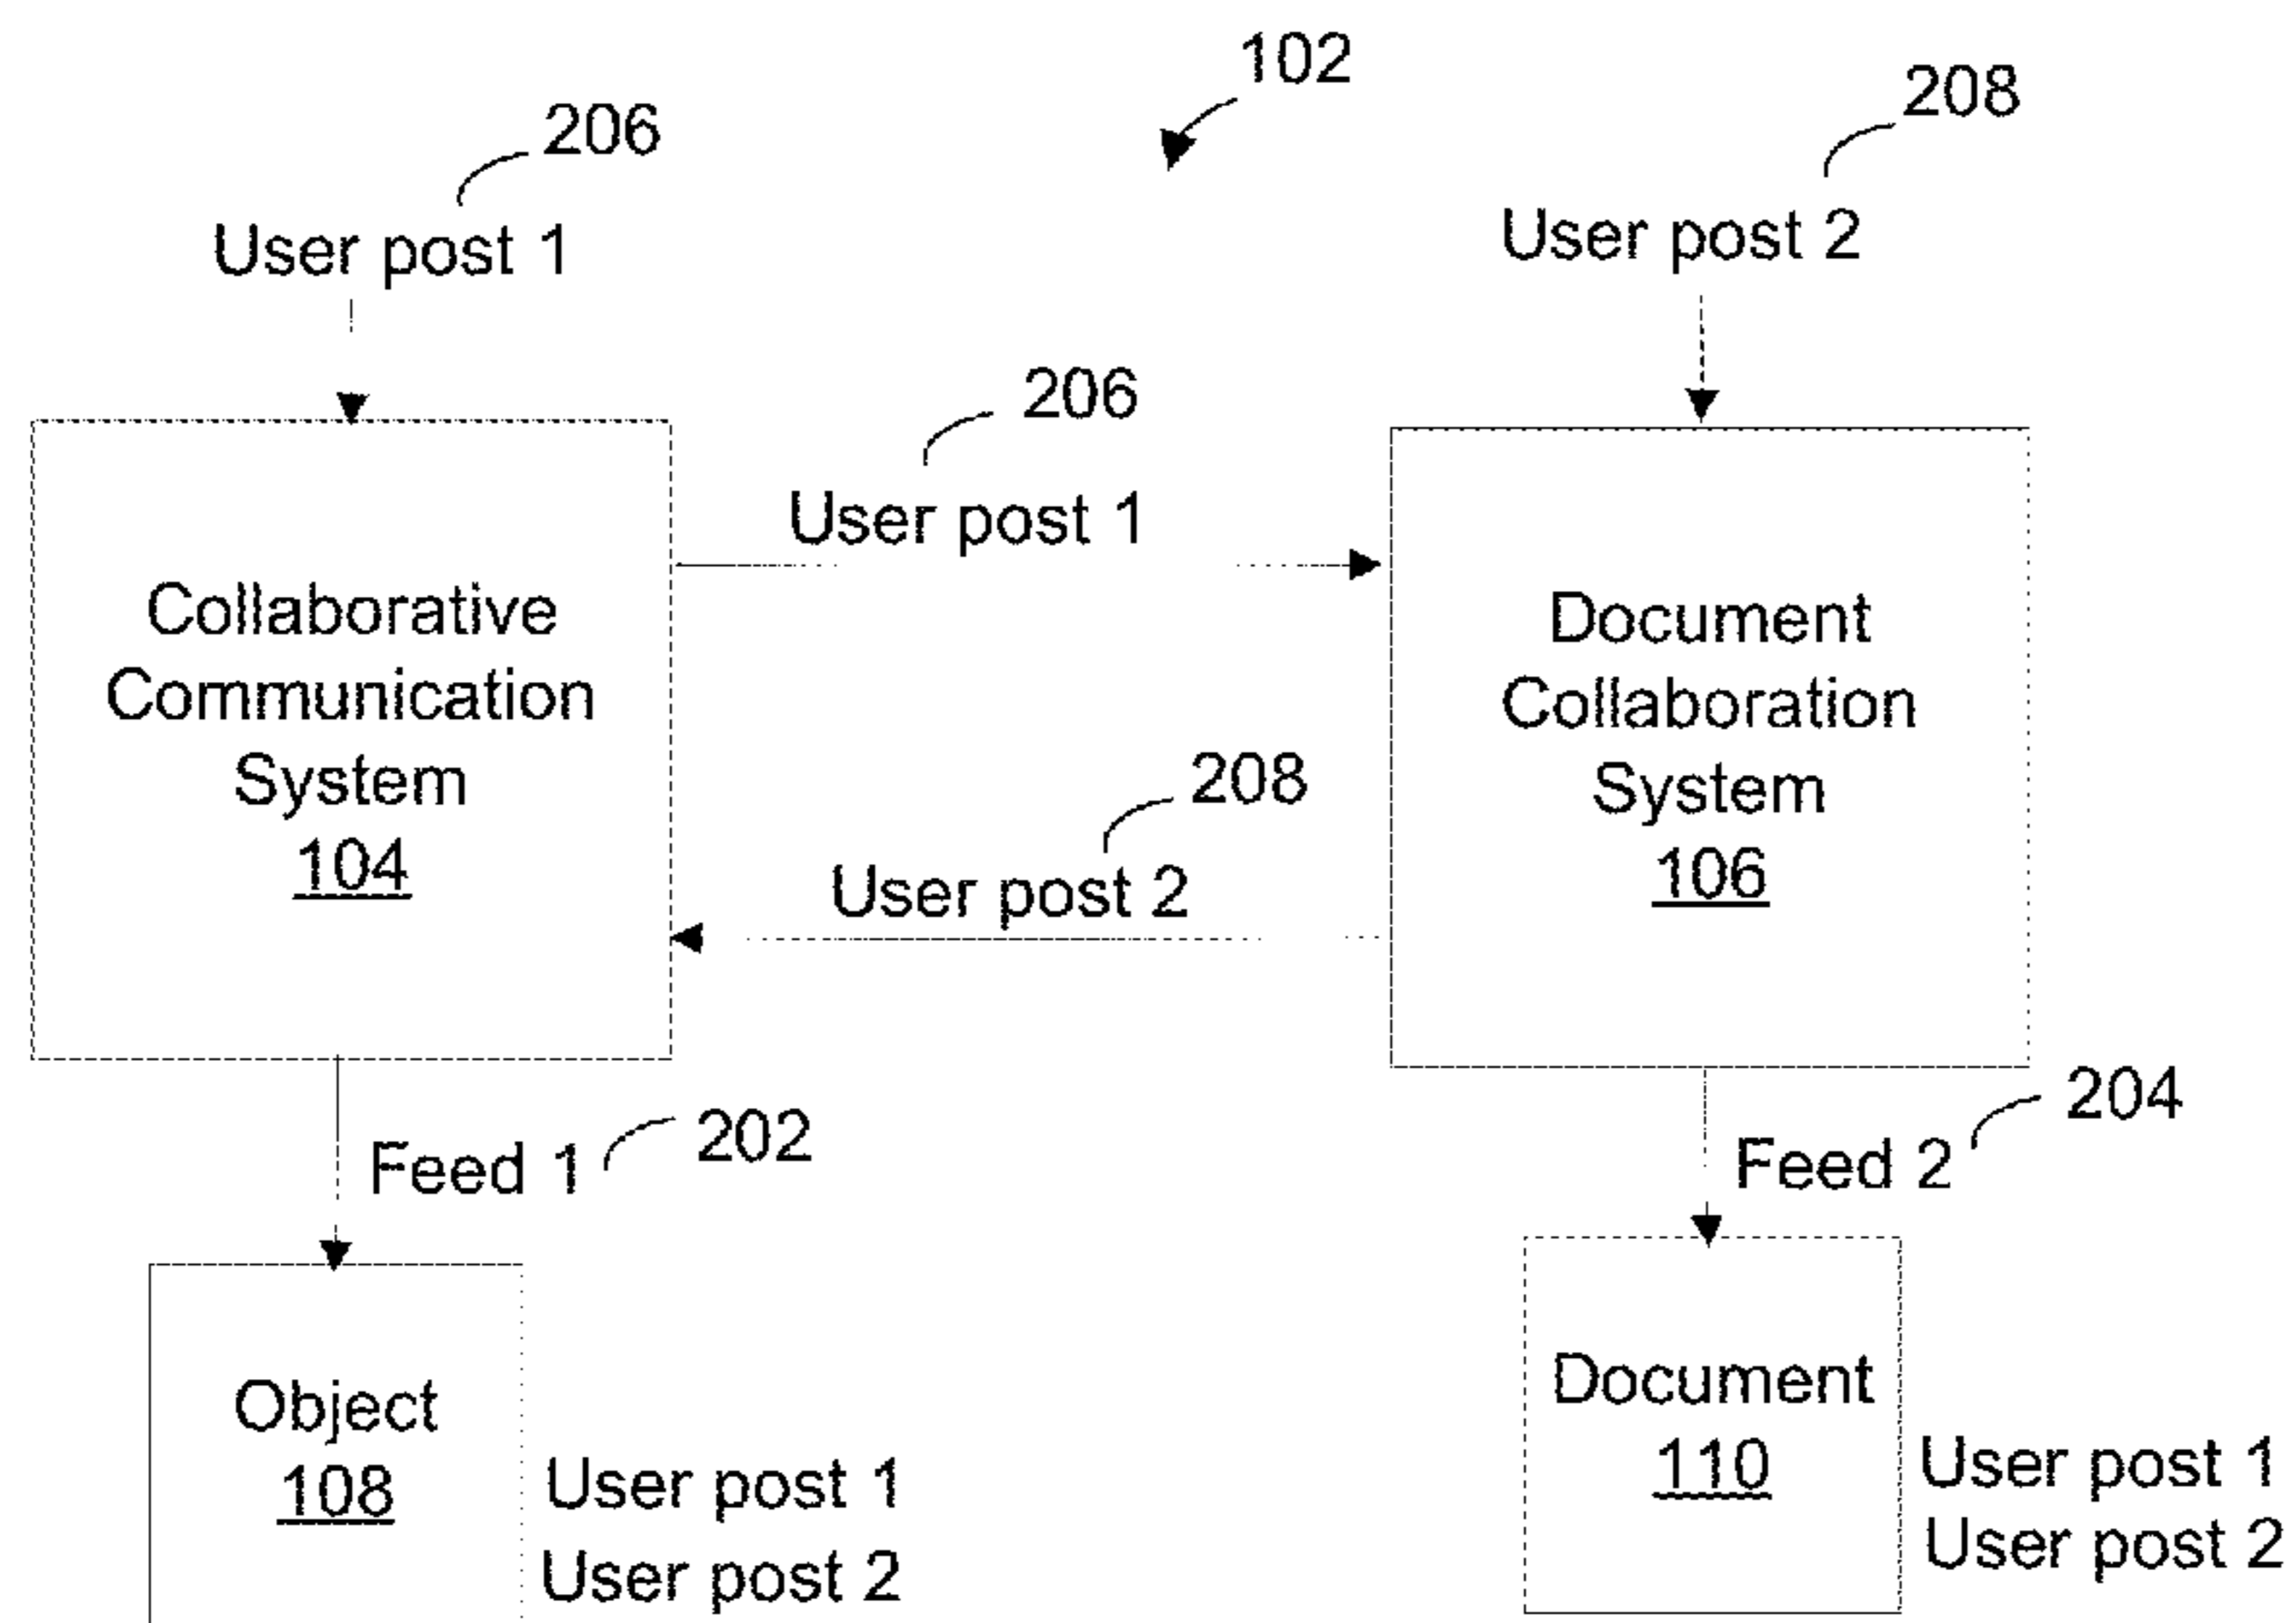 102
206
208
User post 1
User post 2
206
User post 1
Collaborative
Communication
System
104
Document
Collaboration
System
106
208
User post 2
Feed 1
202
Feed 2
204
Object
108
User post 1
User post 2
Document
110
User post 1
User post 2